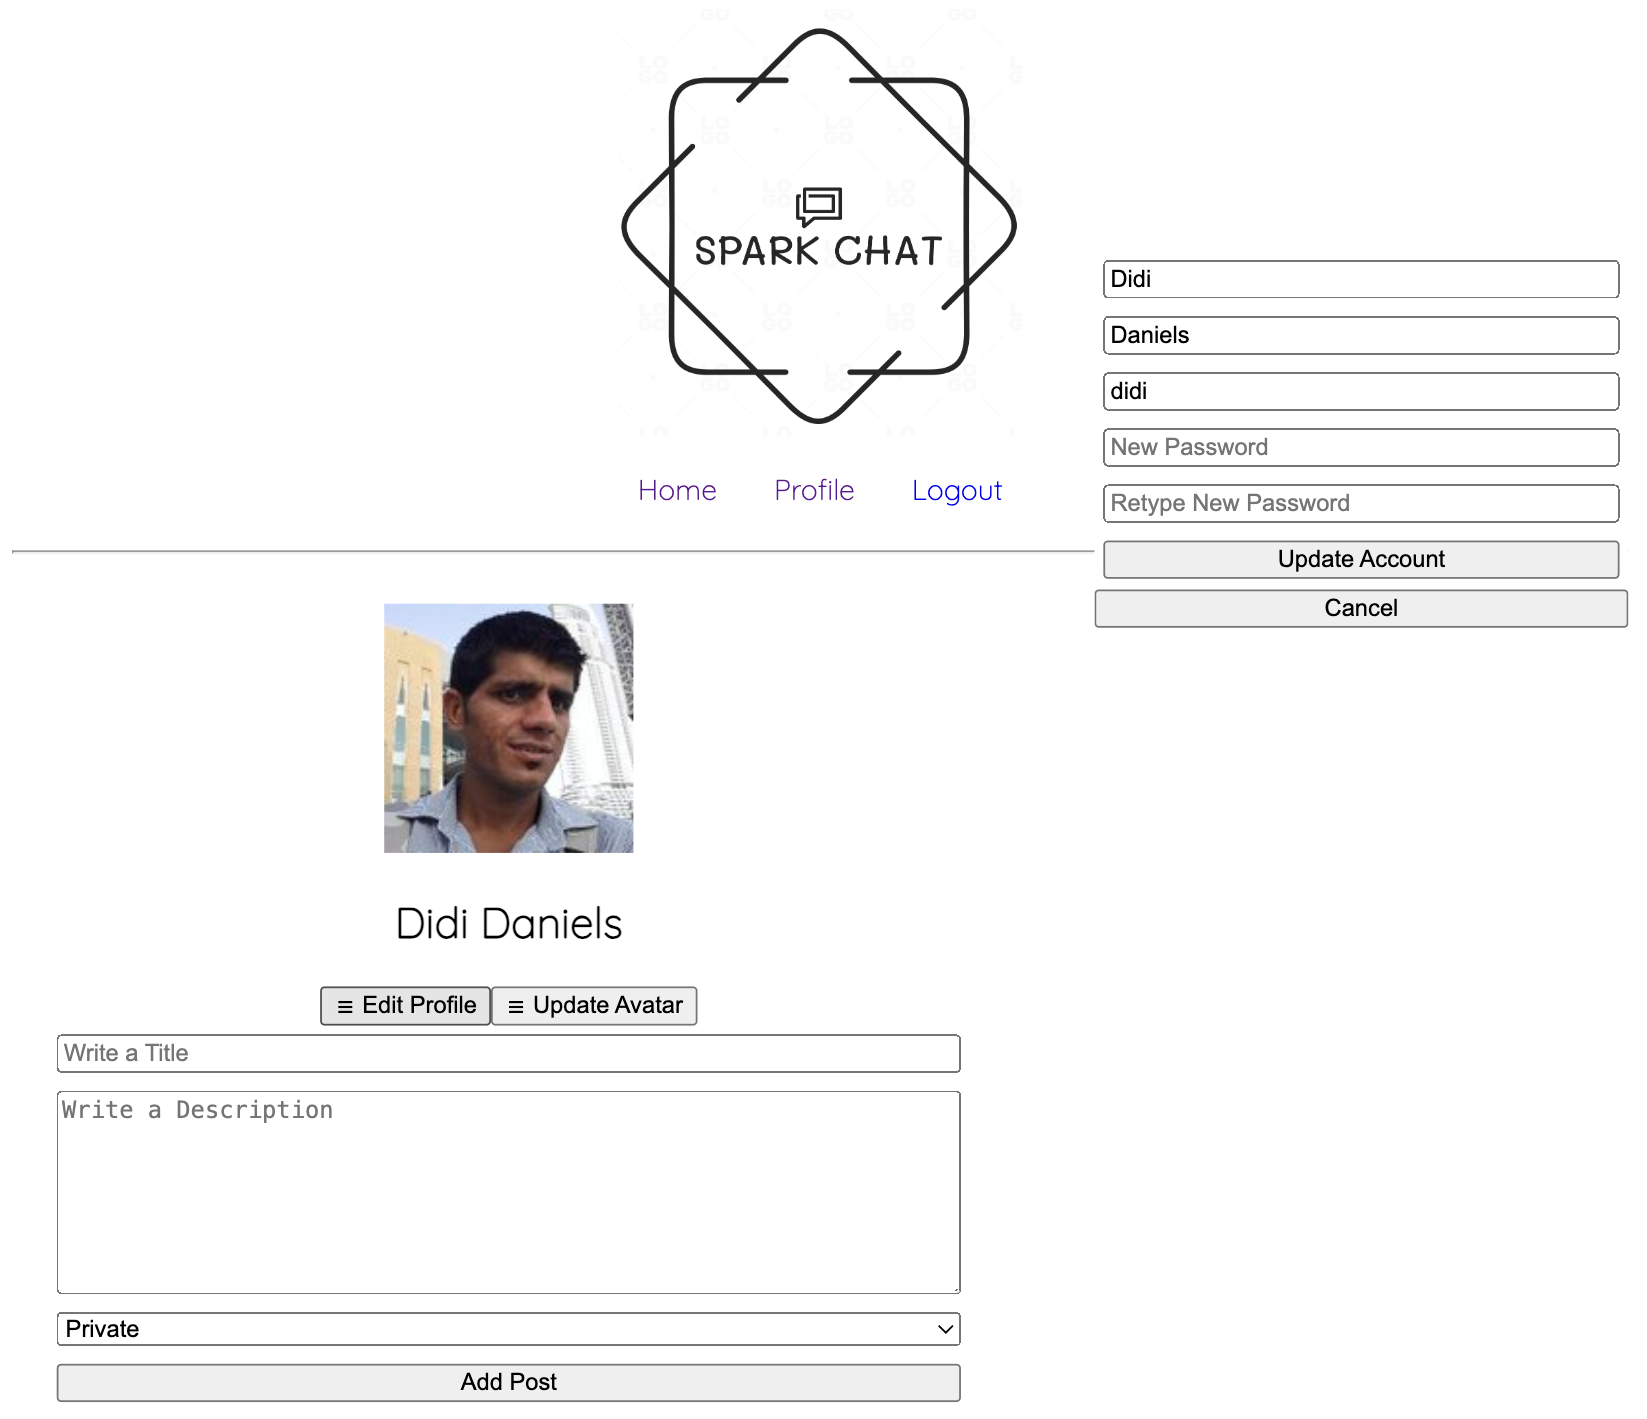 SPARK CHAT
Home Profile Logout
Didi
Daniels
didi
New Password
Retype New Password
Update Account
Cancel
Didi Daniels
≡ Edit Profile ≡ Update Avatar
Write a Title
Write a Description
Private
Add Post